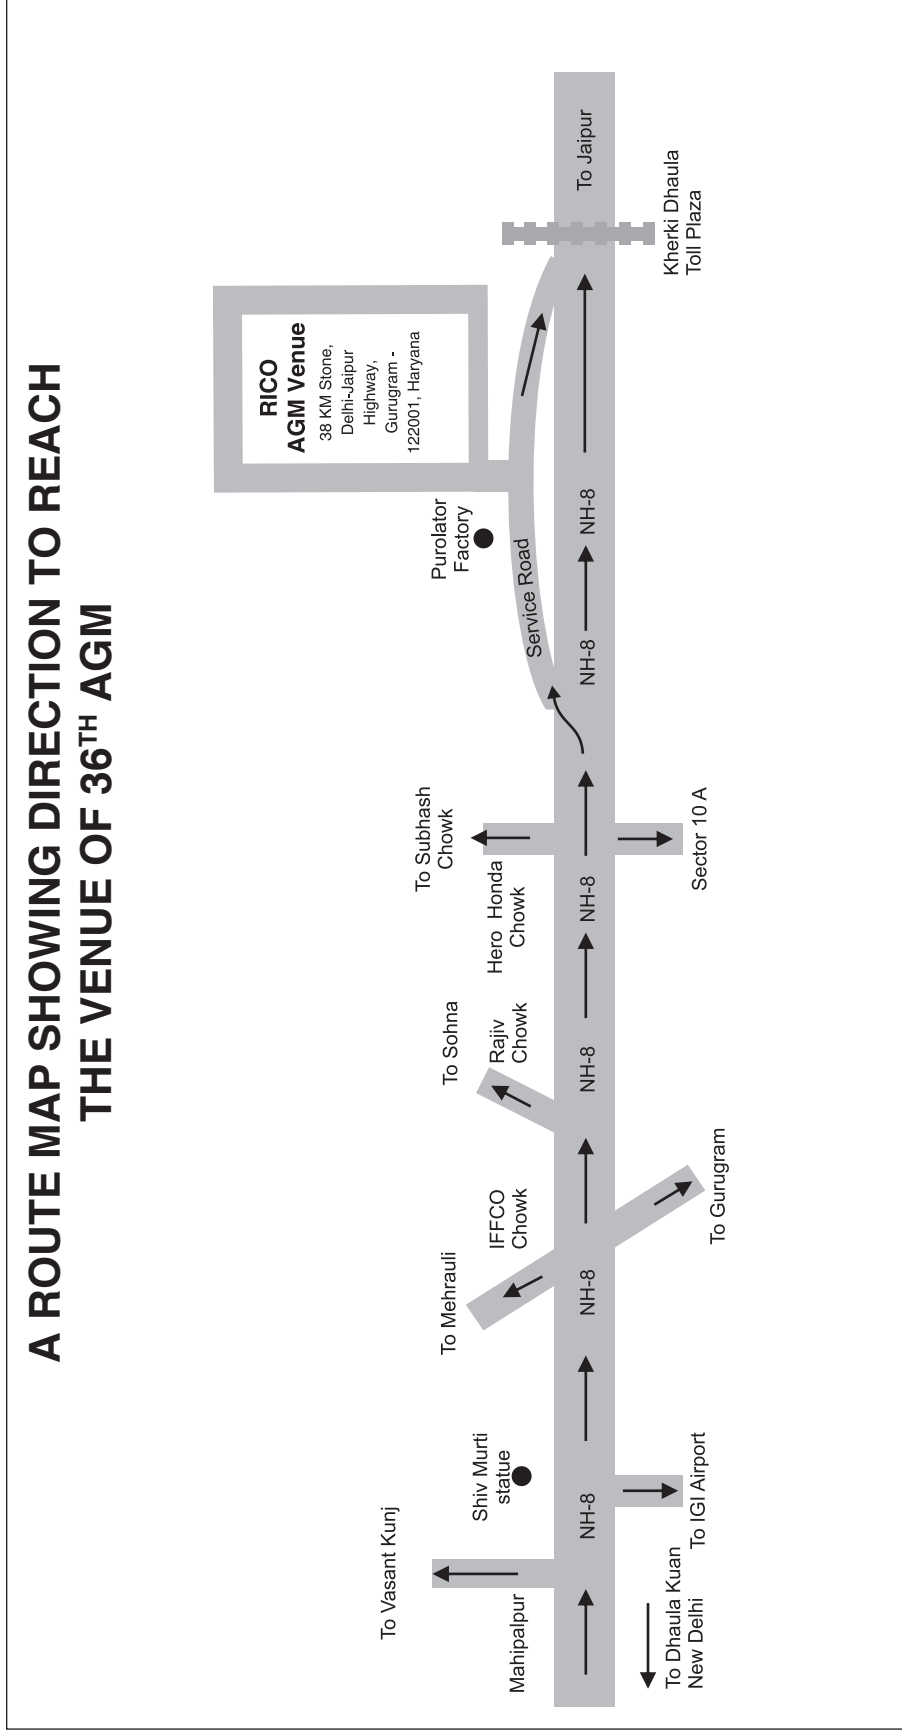 A ROUTE MAP SHOWING DIRECTION TO REACH
THE VENUE OF 36TH AGM
To Vasant Kunj
Mahipalpur
Shiv Murti
statue
To Mehrauli
IFFCO
Chowk
To Sohna
Rajiv
Chowk
To Subhash
Chowk
Hero Honda
Chowk
Purolator
Factory
RICO
AGM Venue
38 KM Stone,
Delhi-Jaipur
Highway,
Gurugram -
122001, Haryana
Service Road
NH-8
NH-8
NH-8
NH-8
NH-8
NH-8
To Jaipur
To Dhaula Kuan
New Delhi
To IGI Airport
To Gurugram
Sector 10 A
Kherki Dhaula
Toll Plaza